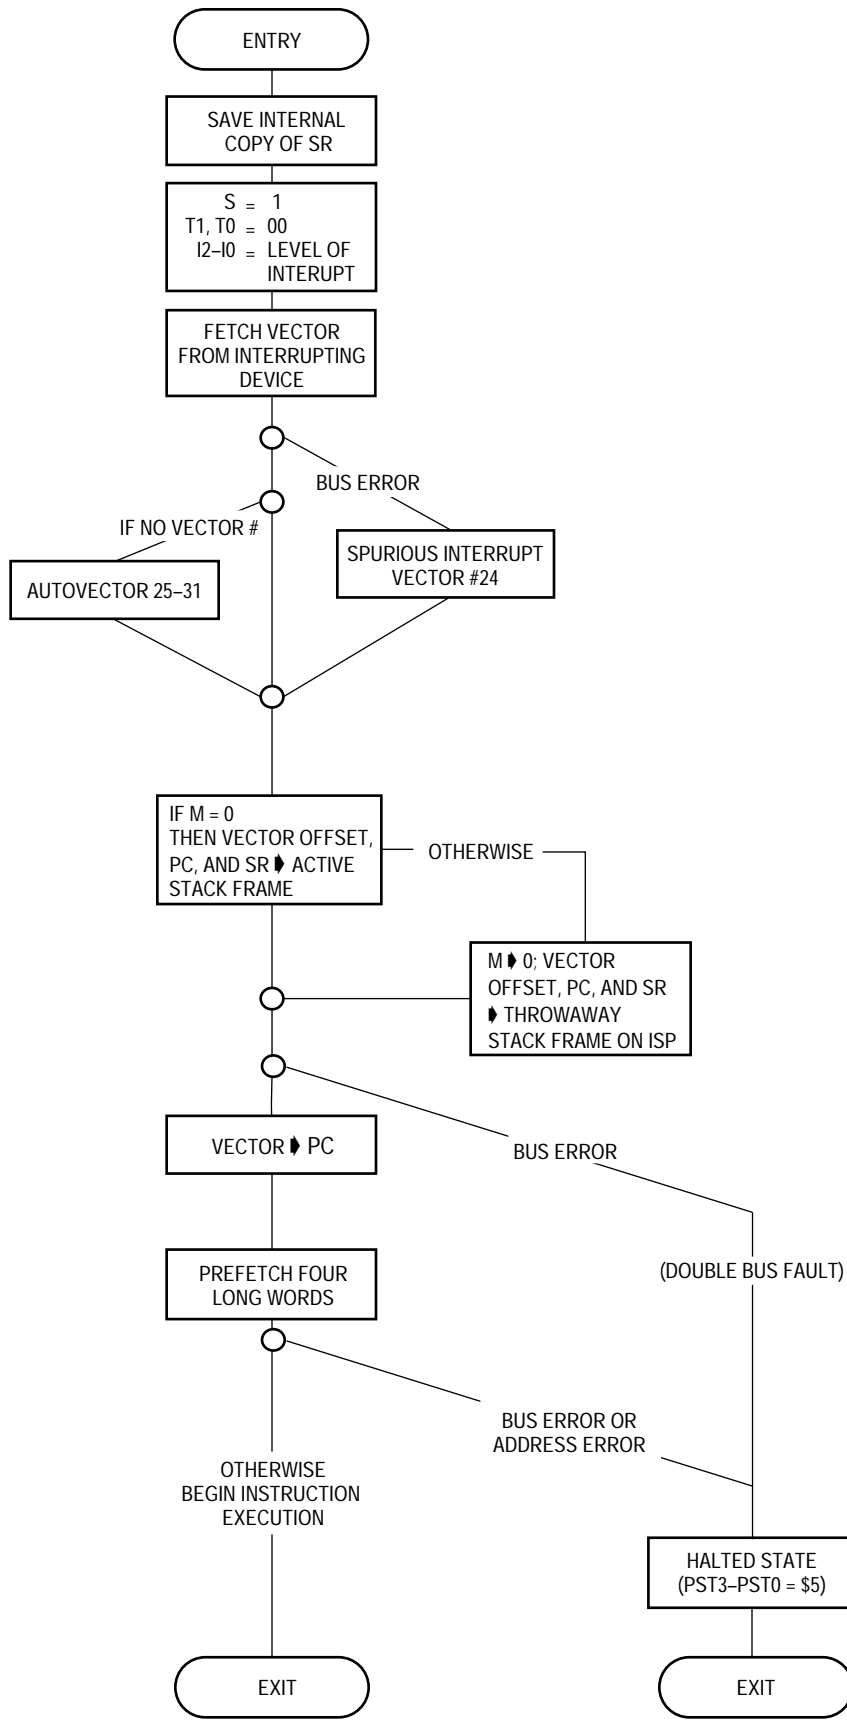 ENTRY
SAVE INTERNAL
COPY OF SR
S = 1
T1, T0 = 00
I2–I0 = LEVEL OF
INTERUPT
FETCH VECTOR
FROM INTERRUPTING
DEVICE
BUS ERROR
IF NO VECTOR #
SPURIOUS INTERRUPT
VECTOR #24
AUTOVECTOR 25–31
IF M = 0
THEN VECTOR OFFSET,
PC, AND SR ➧ ACTIVE
STACK FRAME
OTHERWISE
M ➧ 0; VECTOR
OFFSET, PC, AND SR
➧ THROWAWAY
STACK FRAME ON ISP
VECTOR ➧ PC
BUS ERROR
(DOUBLE BUS FAULT)
PREFETCH FOUR
LONG WORDS
BUS ERROR OR
ADDRESS ERROR
OTHERWISE
BEGIN INSTRUCTION
EXECUTION
HALTED STATE
(PST3–PST0 = $5)
EXIT
EXIT